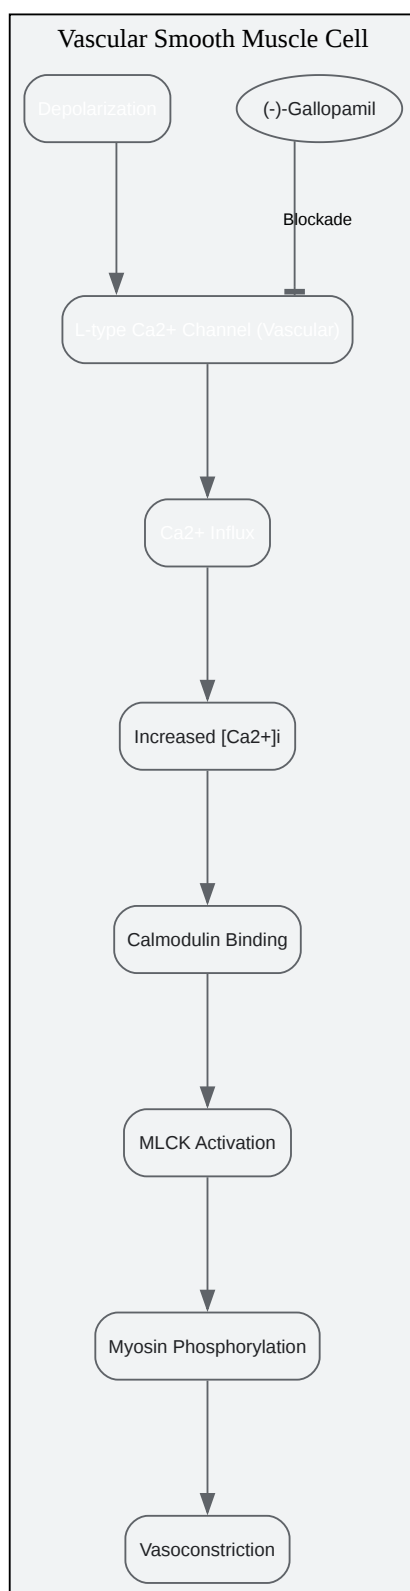 Vascular Smooth Muscle Cell
Depolarization
(-)-Gallopamil
Blockade
L-type Ca2+ Channel (Vascular)
Ca2+ Influx
Increased [Ca2+]i
Calmodulin Binding
MLCK Activation
Myosin Phosphorylation
Vasoconstriction